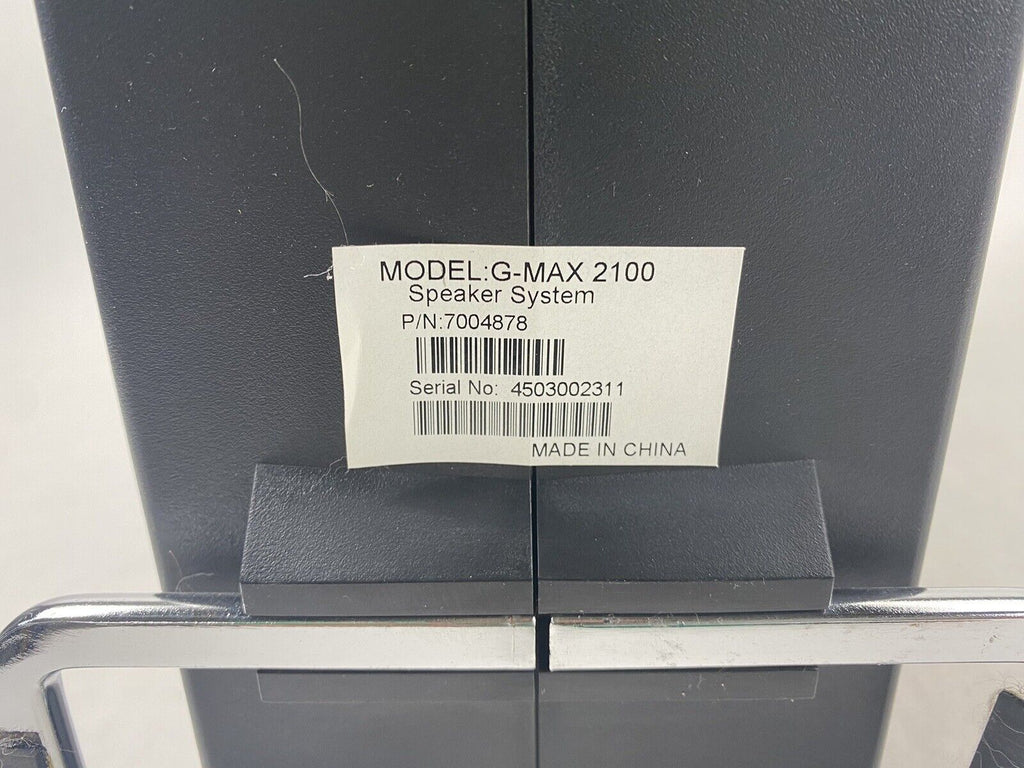 MODEL:G-MAX 2100
Speaker System
P/N:7004878
Serial No: 4503002311
MADE IN CHINA